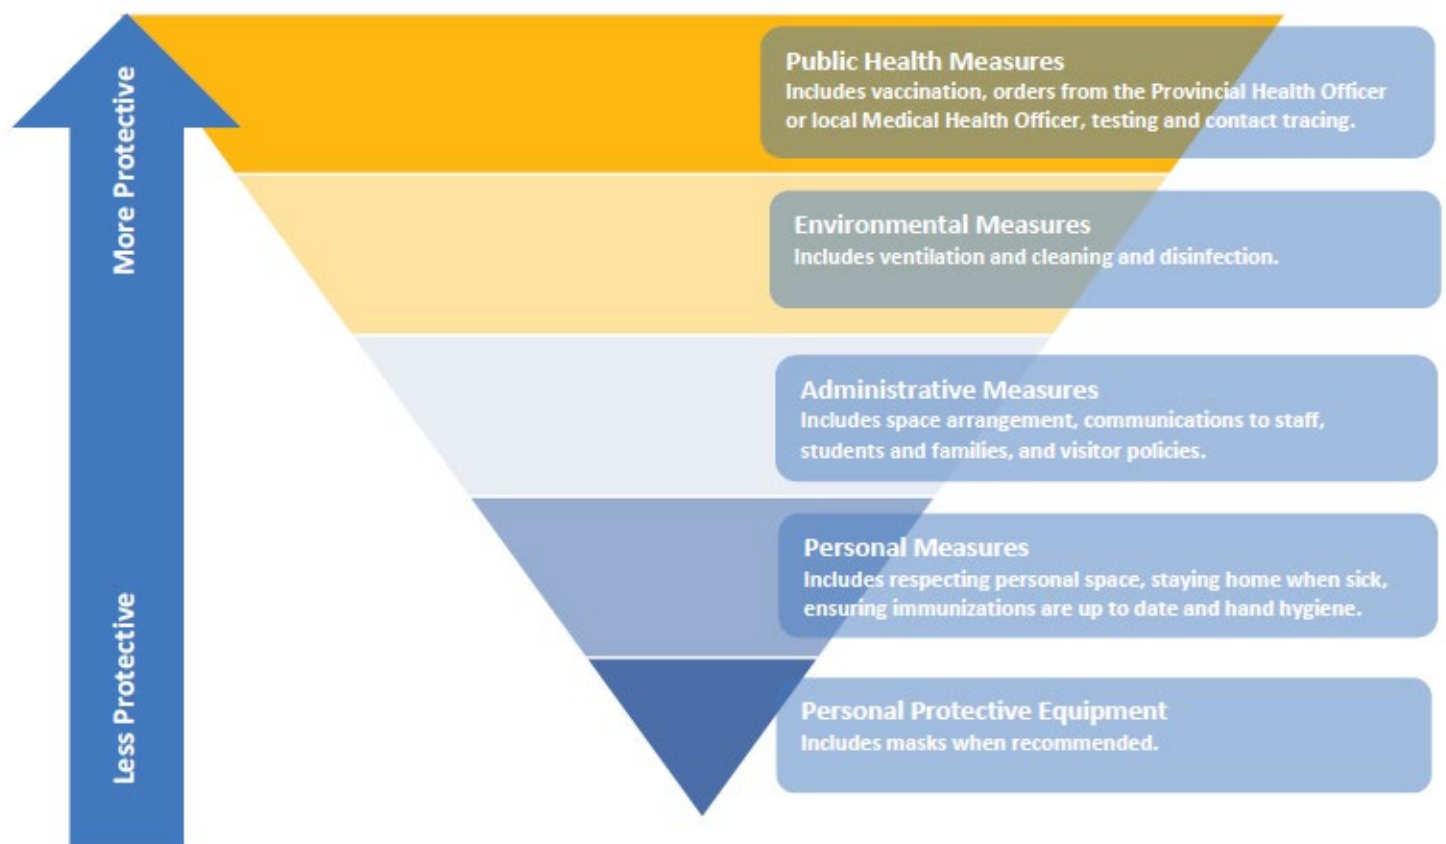 More Protective
Less Protective
Public Health Measures
Includes vaccination, orders from the Provincial Health Officer
or local Medical Health Officer, testing and contact tracing.
Environmental Measures
Includes ventilation and cleaning and disinfection.
Administrative Measures
Includes space arrangement, communications to staff,
students and families, and visitor policies.
Personal Measures
Includes respecting personal space, staying home when sick,
ensuring immunizations are up to date and hand hygiene.
Personal Protective Equipment
Includes masks when recommended.